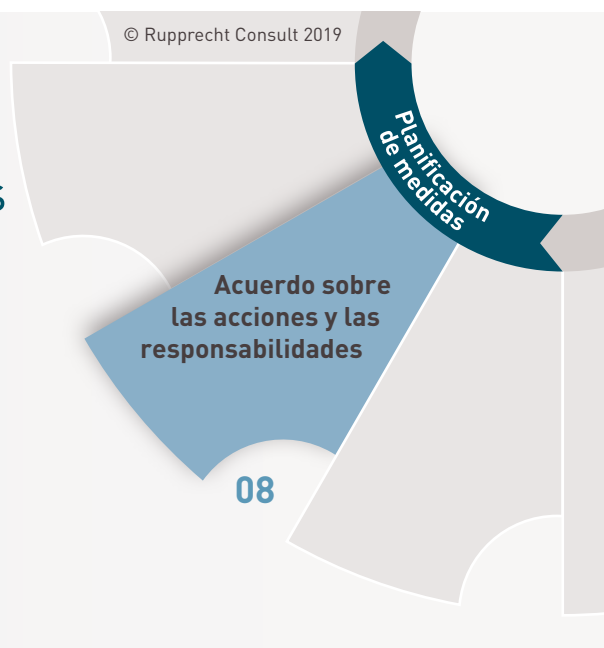 © Rupprecht Consult 2019
Planificación
de medidas
Acuerdo sobre
las acciones y las
responsabilidades
08